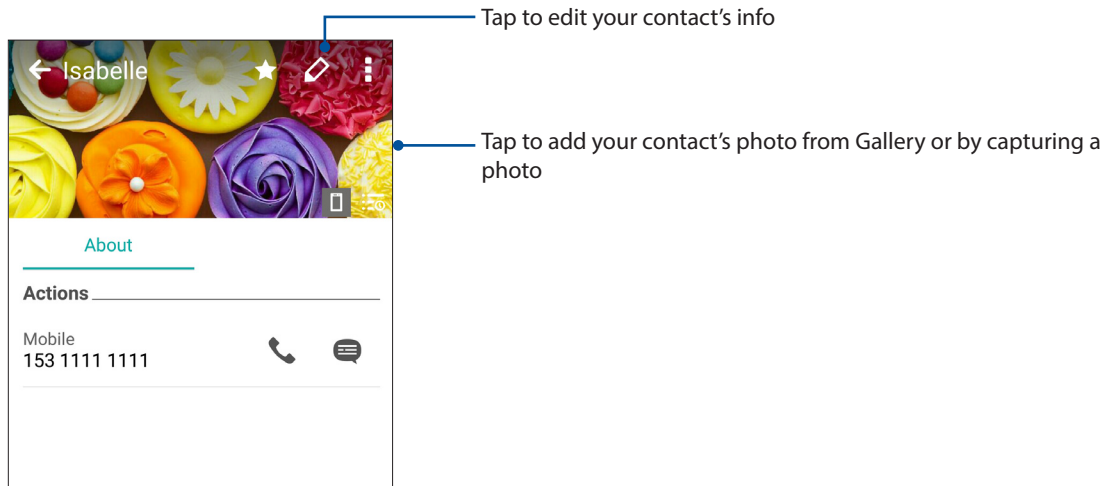 Tap to edit your contact’s info
Isabelle
Tap to add your contact’s photo from Gallery or by capturing a
photo
About
Actions
Mobile
153 1111 1111